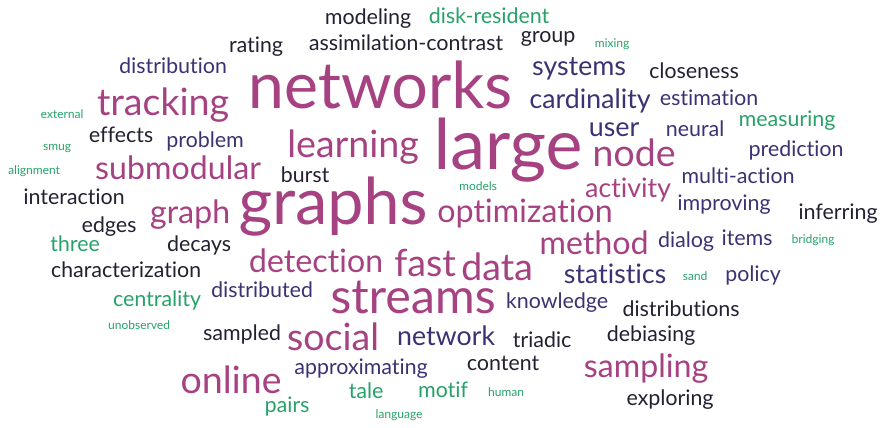 modeling disk-resident
rating assimilation-contrast group mixing
distribution networks systems closeness
tracking cardinality estimation
external effects problem learning large user neural measuring
smug submodular node prediction
alignment burst models activity multi-action
interaction graph graphs optimization improving inferring
edges
three decays method dialog items bridging
characterization detection fast data statistics sand policy
centrality distributed streams knowledge distributions
unobserved sampled social network triadic debiasing
approximating content sampling
online tale motif human exploring
pairs language